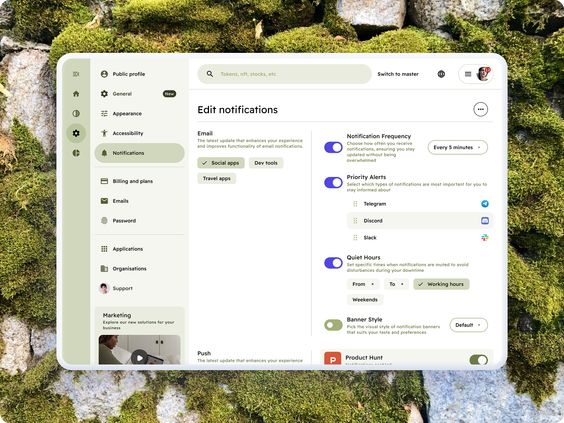 Public profile
General
New
Appearance
Accessibility
Notifications
Billing and plans
Emails
Password
Applications
Organisations
Support
Marketing
Explore our new solutions for your
business
Tokens, nft, stocks, etc
Switch to master
Edit notifications
Email
The latest update that enhances your experience
and improves functionality of email notifications.
Social apps
Dev tools
Travel apps
Notification Frequency
Choose how often you
receive notifications,
ensuring you stay
updated without being
overwhelmed
Every 5 minutes
Priority Alerts
Select which types of notifications are most important for you to
stay informed about
Telegram
Discord
Slack
Quiet Hours
Set specific times when notifications are muted to avoid
disturbances during your downtime
From
To
Working hours
Weekends
Banner Style
Pick the visual style of notification banners
that suits your taste and preferences
Default
Push
The latest update that enhances your experience
P
Product Hunt